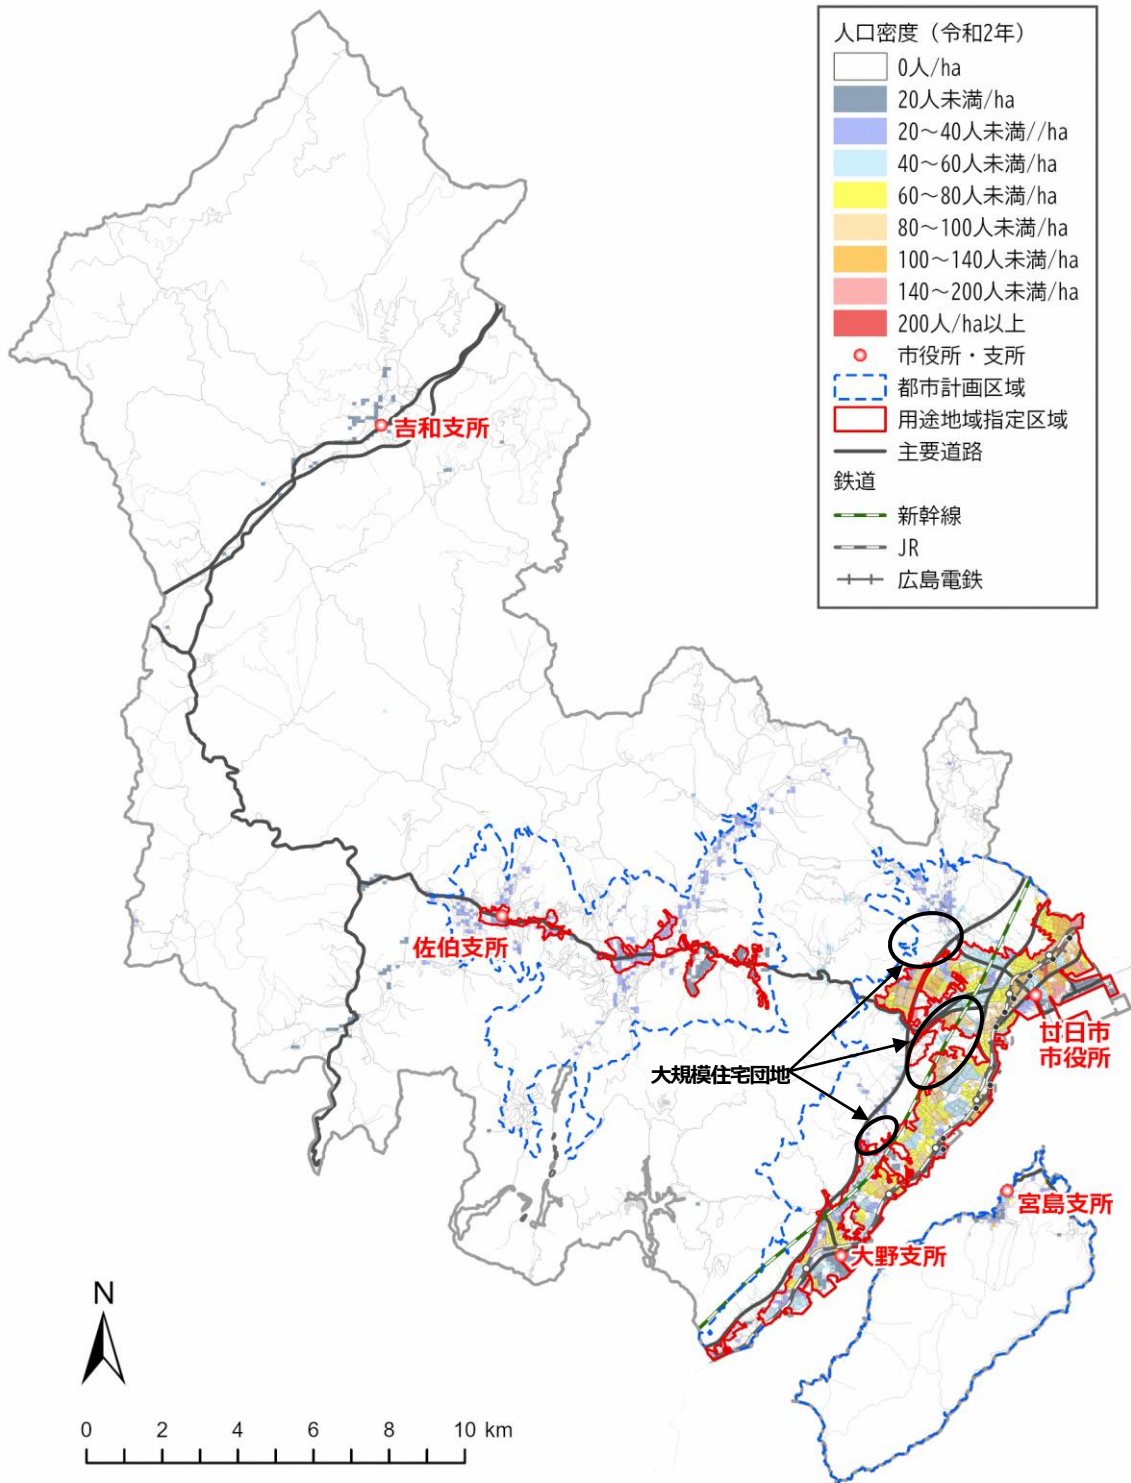 人口密度（令和2年）
0人/ha
20人未満/ha
20～40人未満//ha
40～60人未満/ha
60～80人未満/ha
80～100人未満/ha
100～140人未満/ha
140～200人未満/ha
200人/ha以上
市役所・支所
都市計画区域
用途地域指定区域
主要道路
鉄道
新幹線
JR
広島電鉄
吉和支所
佐伯支所
廿日市
市役所
大規模住宅団地
宮島支所
大野支所
N
0 2 4 6 8 10 km